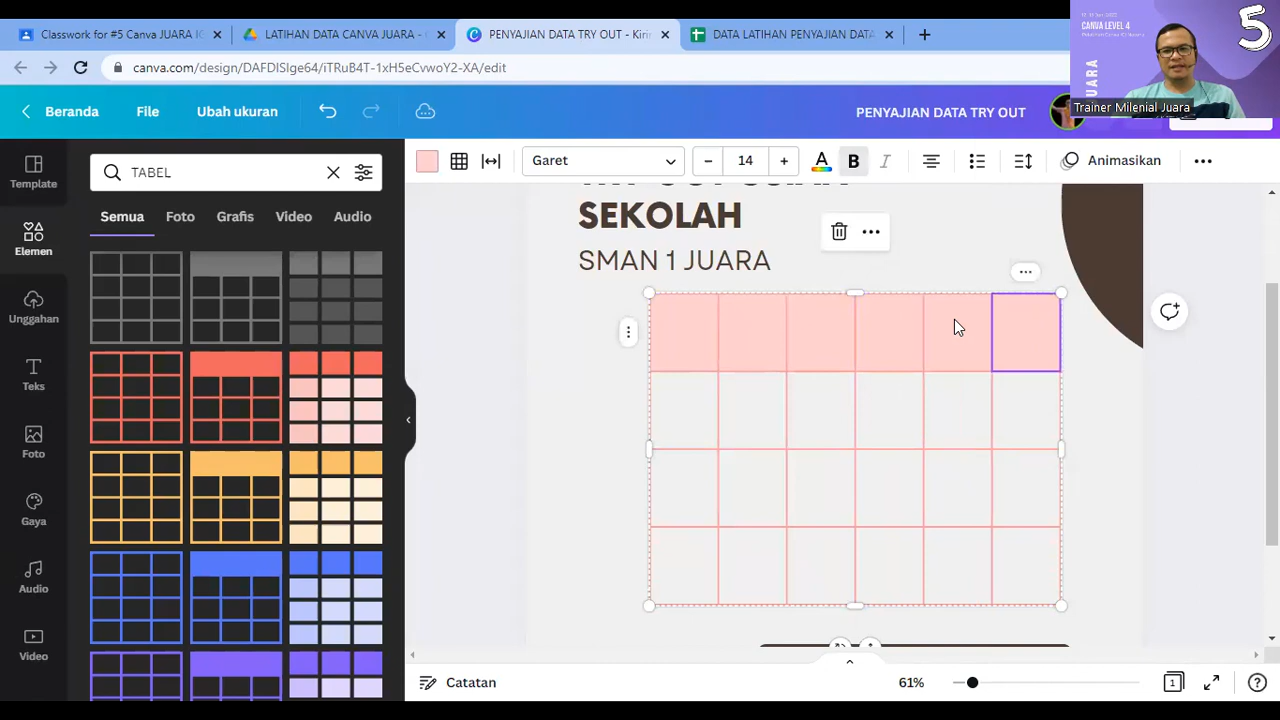 Classwork for #5 Canva JUARA K
LATIHAN DATA CANVA JUARA -
PENYAJIAN DATA TRY OUT - Kir
DATA LATIHAN PENYAJIAN DATA
canva.com/design/DAFDISIge64/iTRuB4T-1xH5eCvwoY2-XA/edit
CANVA LEVEL 4
5
JUARA
Trainer Milenial Juara
Beranda
File
Ubah ukuran
PENYAJIAN DATA TRY OUT
Template
Elemen
Unggahan
Teks
Foto
Gaya
Audio
Video
TABEL
Semua
Foto
Grafis
Video
Audio
Garet
14
A
B
I
Animasikan
SEKOLAH
SMAN 1 JUARA
Catatan
61%
1